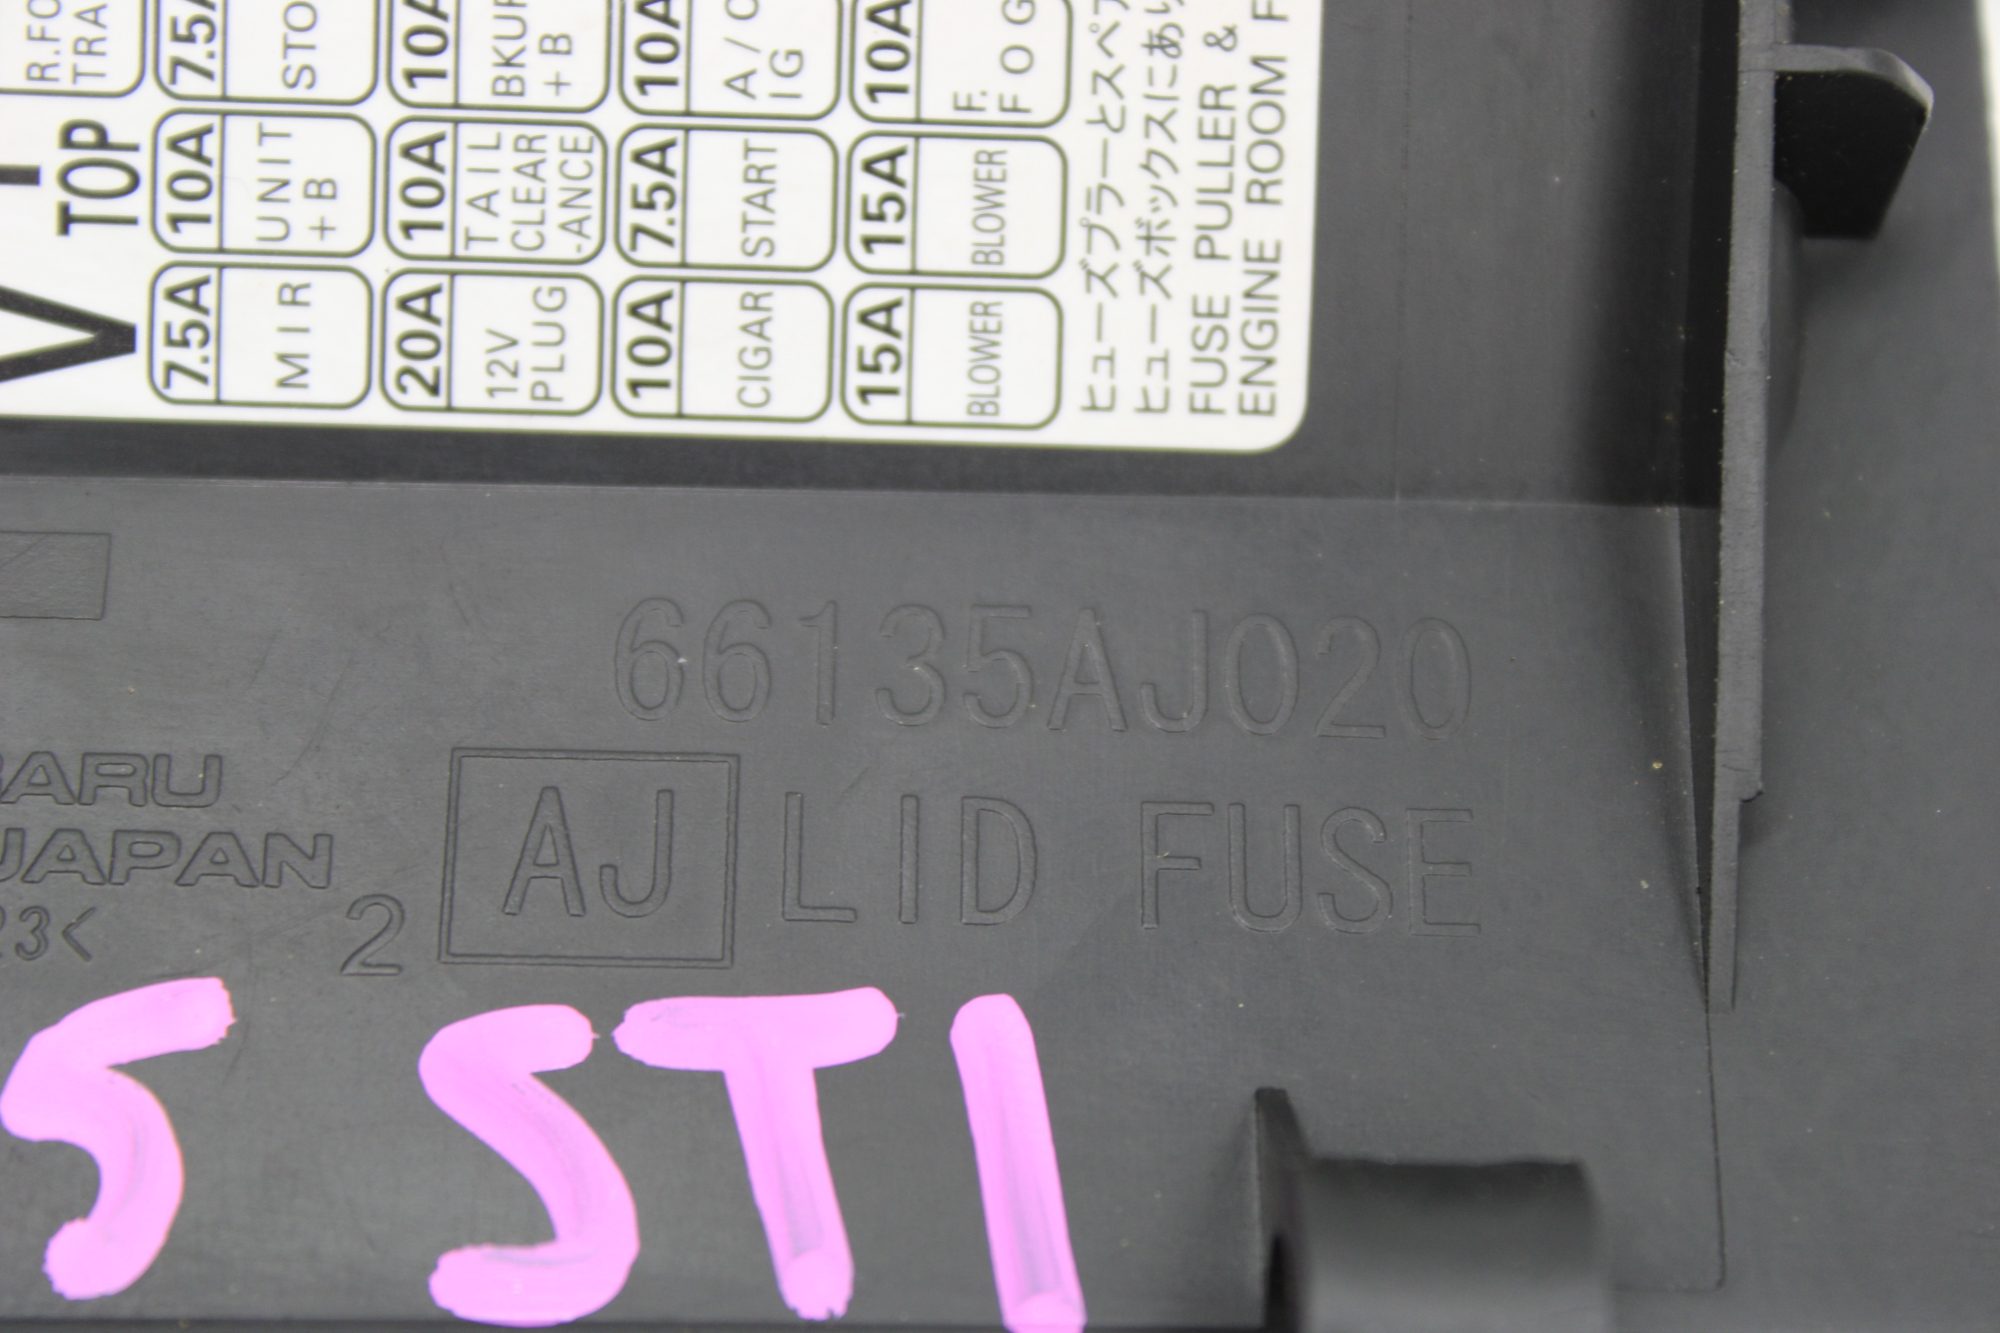 TOP
7.5A
MIR
10A
UNIT
+B
20A
12V
PLUG
10A
TAIL
CLEAR
-ANCE
10A
+B
10A
CIGAR
7.5A
START
10A
IG
15A
BLOWER
15A
BLOWER
10A
F.
FOG
ヒューズプラーとスペア
ヒューズボックスにあり
FUSE PULLER &
ENGINE ROOM F
66135AJ020
AJ LID FUSE
JAPAN
2
5 STI